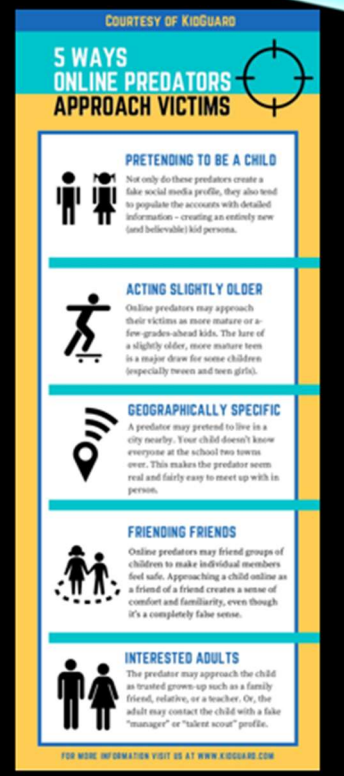 COURTESY OF KIDGUARD
5 WAYS
ONLINE PREDATORS
APPROACH VICTIMS
PRETENDING TO BE A CHILD
Not only do these predators create a
fake social media profile, they also tend
to populate the accounts with detailed
information – creating an entirely new
(and believable) kid persona.
ACTING SLIGHTLY OLDER
Online predators may approach
their victims as more mature or a-
few-grades-ahead kids. The lure of
a slightly older, more mature teen
is a major draw for some children
(especially tween and teen girls).
GEOGRAPHICALLY SPECIFIC
A predator may pretend to live in a
city nearby. Your child doesn't know
everyone at the school two towns
over. This makes the predator seem
real and fairly easy to meet up with in
person.
FRIENDING FRIENDS
Online predators may friend groups of
children to make individual members
feel safe. Approaching a child online as
a friend of a friend creates a sense of
comfort and familiarity, even though
it's a completely false sense.
INTERESTED ADULTS
The predator may approach the child
as trusted grown-up such as a family
friend, relative, or a teacher. Or, the
adult may contact the child with a fake
"manager" or "talent scout" profile.
FOR MORE INFORMATION VISIT US AT WWW.KIDGUARD.COM